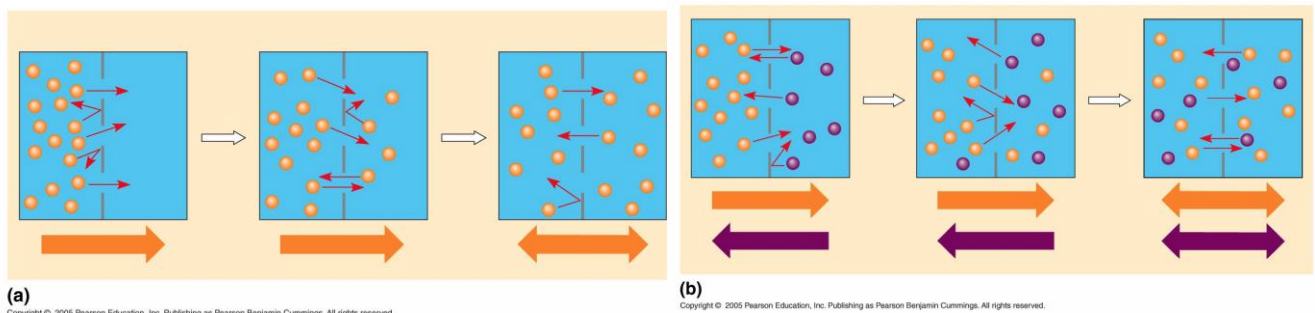 (a)
Copyright © 2005 Pearson Education, Inc. Publishing as Pearson Benjamin Cummings. All rights reserved.
(b)
Copyright © 2005 Pearson Education, Inc. Publishing as Pearson Benjamin Cummings. All rights reserved.